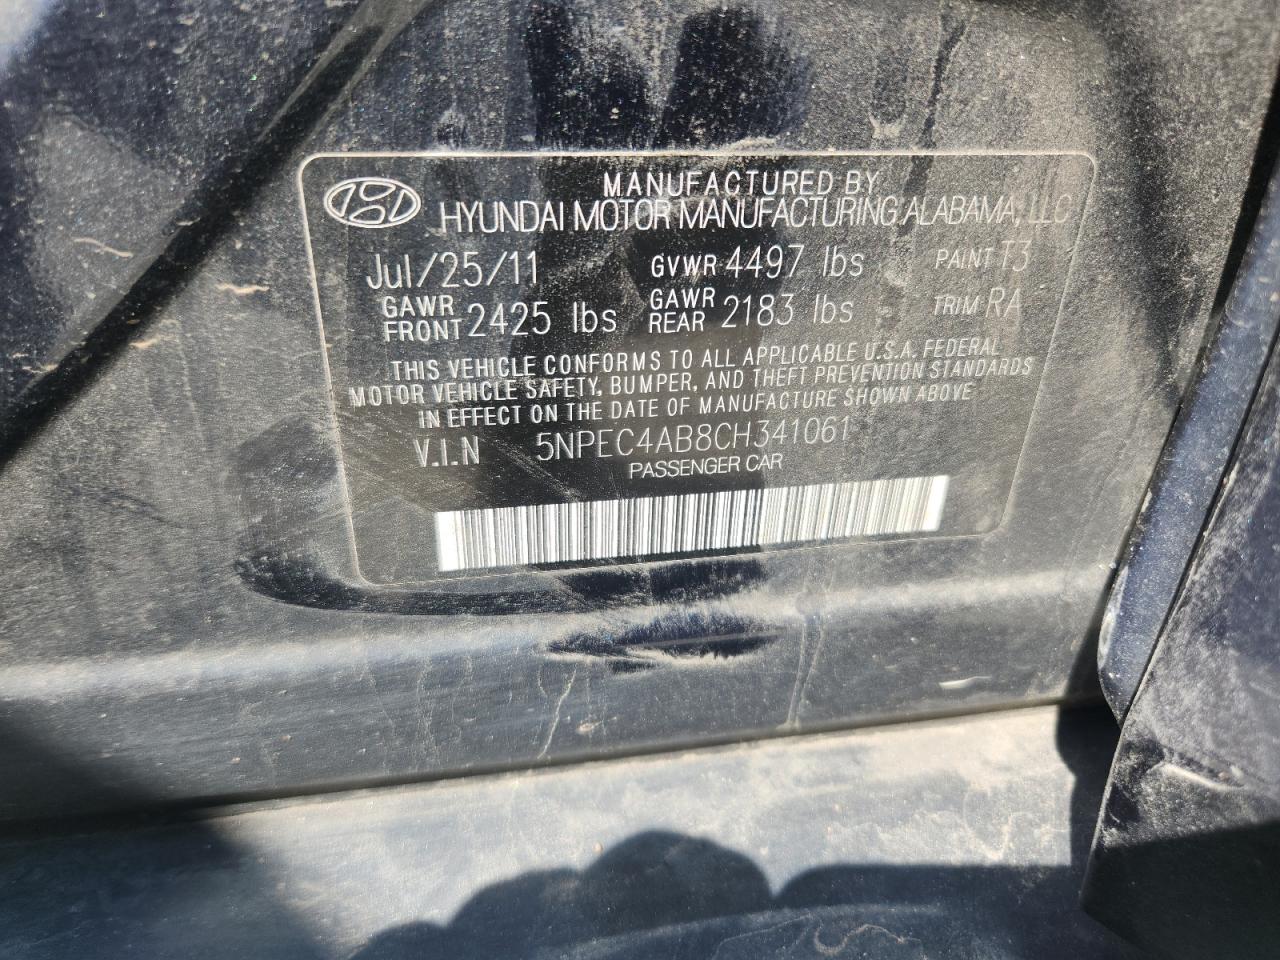 MANUFACTURED BY
HYUNDAI MOTOR MANUFACTURING ALABAMA, LLC
Jul/25/11 GVWR 4497 lbs PAINT T3
GAWR FRONT 2425 lbs GAWR REAR 2183 lbs TRIM RA
THIS VEHICLE CONFORMS TO ALL APPLICABLE U.S.A. FEDERAL
MOTOR VEHICLE SAFETY, BUMPER, AND THEFT PREVENTION STANDARDS
IN EFFECT ON THE DATE OF MANUFACTURE SHOWN ABOVE
V.I.N 5NPEC4AB8CH341061
PASSENGER CAR